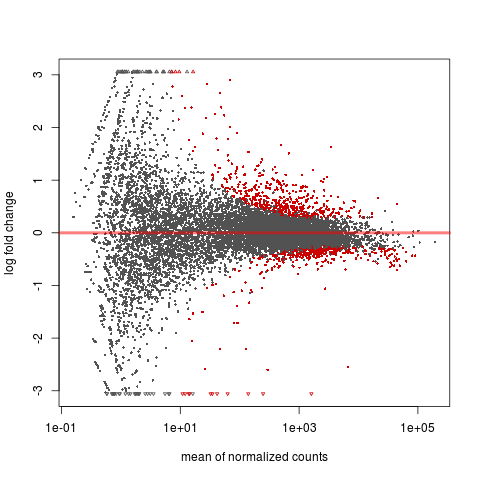 3
2
1
0
-1
-2
-3
log fold change
1e-01
1e+01
1e+03
1e+05
mean of normalized counts